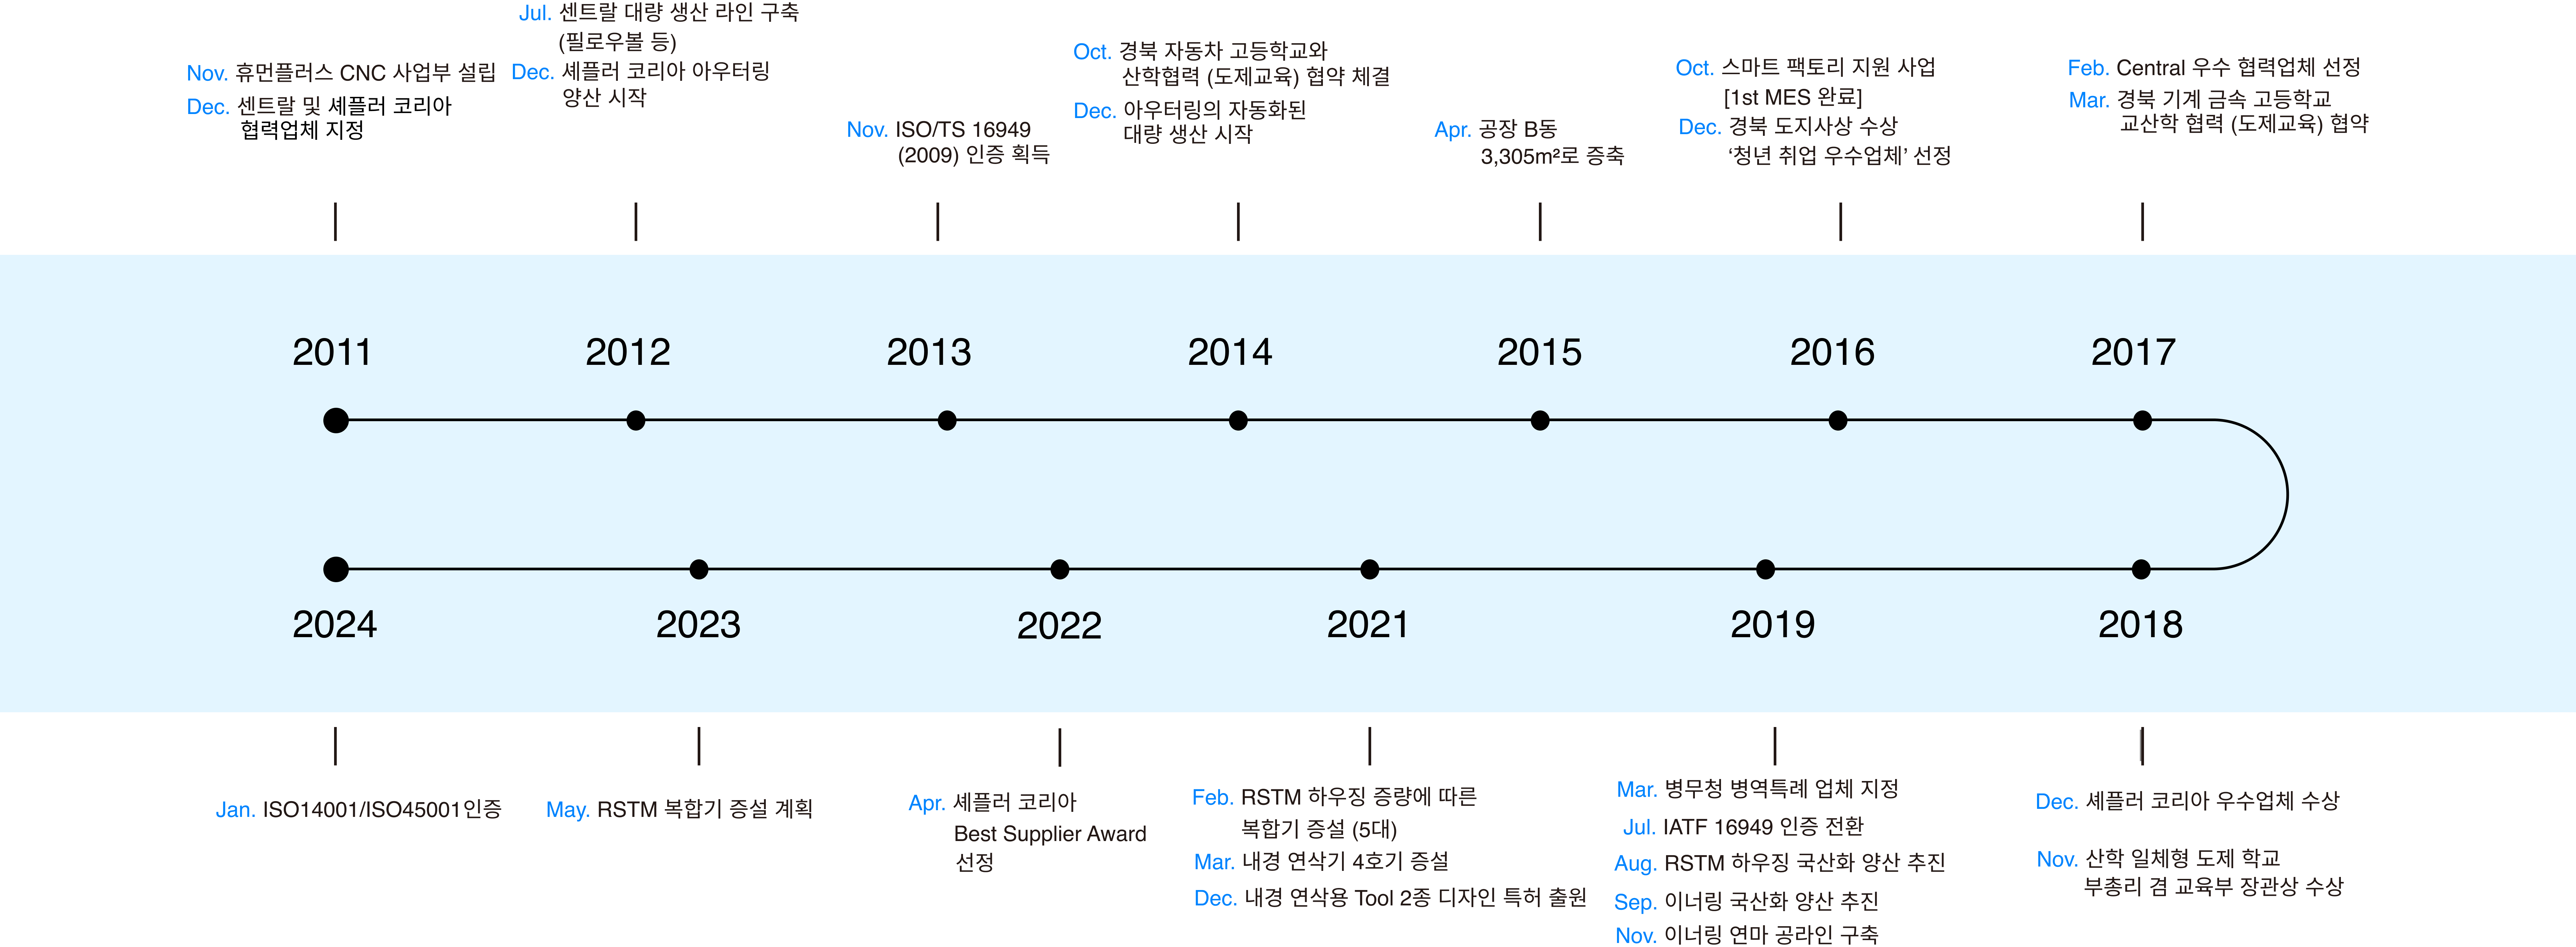 Nov. 휴먼플러스 CNC 사업부 설립
Dec. 센트랄 및 셰플러 코리아
협력업체 지정
Jul. 센트랄 대량 생산 라인 구축
(필로우볼 등)
Dec. 셰플러 코리아 아우터링
양산 시작
Nov. ISO/TS 16949
(2009) 인증 획득
Oct. 경북 자동차 고등학교와
산학협력 (도제교육) 협약 체결
Dec. 아우터링의 자동화된
대량 생산 시작
Apr. 공장 B동
3,305m²로 증축
Oct. 스마트 팩토리 지원 사업
[1st MES 완료]
Dec. 경북 도지사상 수상
‘청년 취업 우수업체’ 선정
Feb. Central 우수 협력업체 선정
Mar. 경북 기계 금속 고등학교
교산학 협력 (도제교육) 협약
2011
2012
2013
2014
2015
2016
2017
2024
2023
2022
2021
2019
2018
Jan. ISO14001/ISO45001인증
May. RSTM 복합기 증설 계획
Apr. 셰플러 코리아
Best Supplier Award
선정
Feb. RSTM 하우징 증량에 따른
복합기 증설 (5대)
Mar. 내경 연삭기 4호기 증설
Dec. 내경 연삭용 Tool 2종 디자인 특허 출원
Mar. 병무청 병역특례 업체 지정
Jul. IATF 16949 인증 전환
Aug. RSTM 하우징 국산화 양산 추진
Sep. 이너링 국산화 양산 추진
Nov. 이너링 연마 공라인 구축
Dec. 셰플러 코리아 우수업체 수상
Nov. 산학 일체형 도제 학교
부총리 겸 교육부 장관상 수상